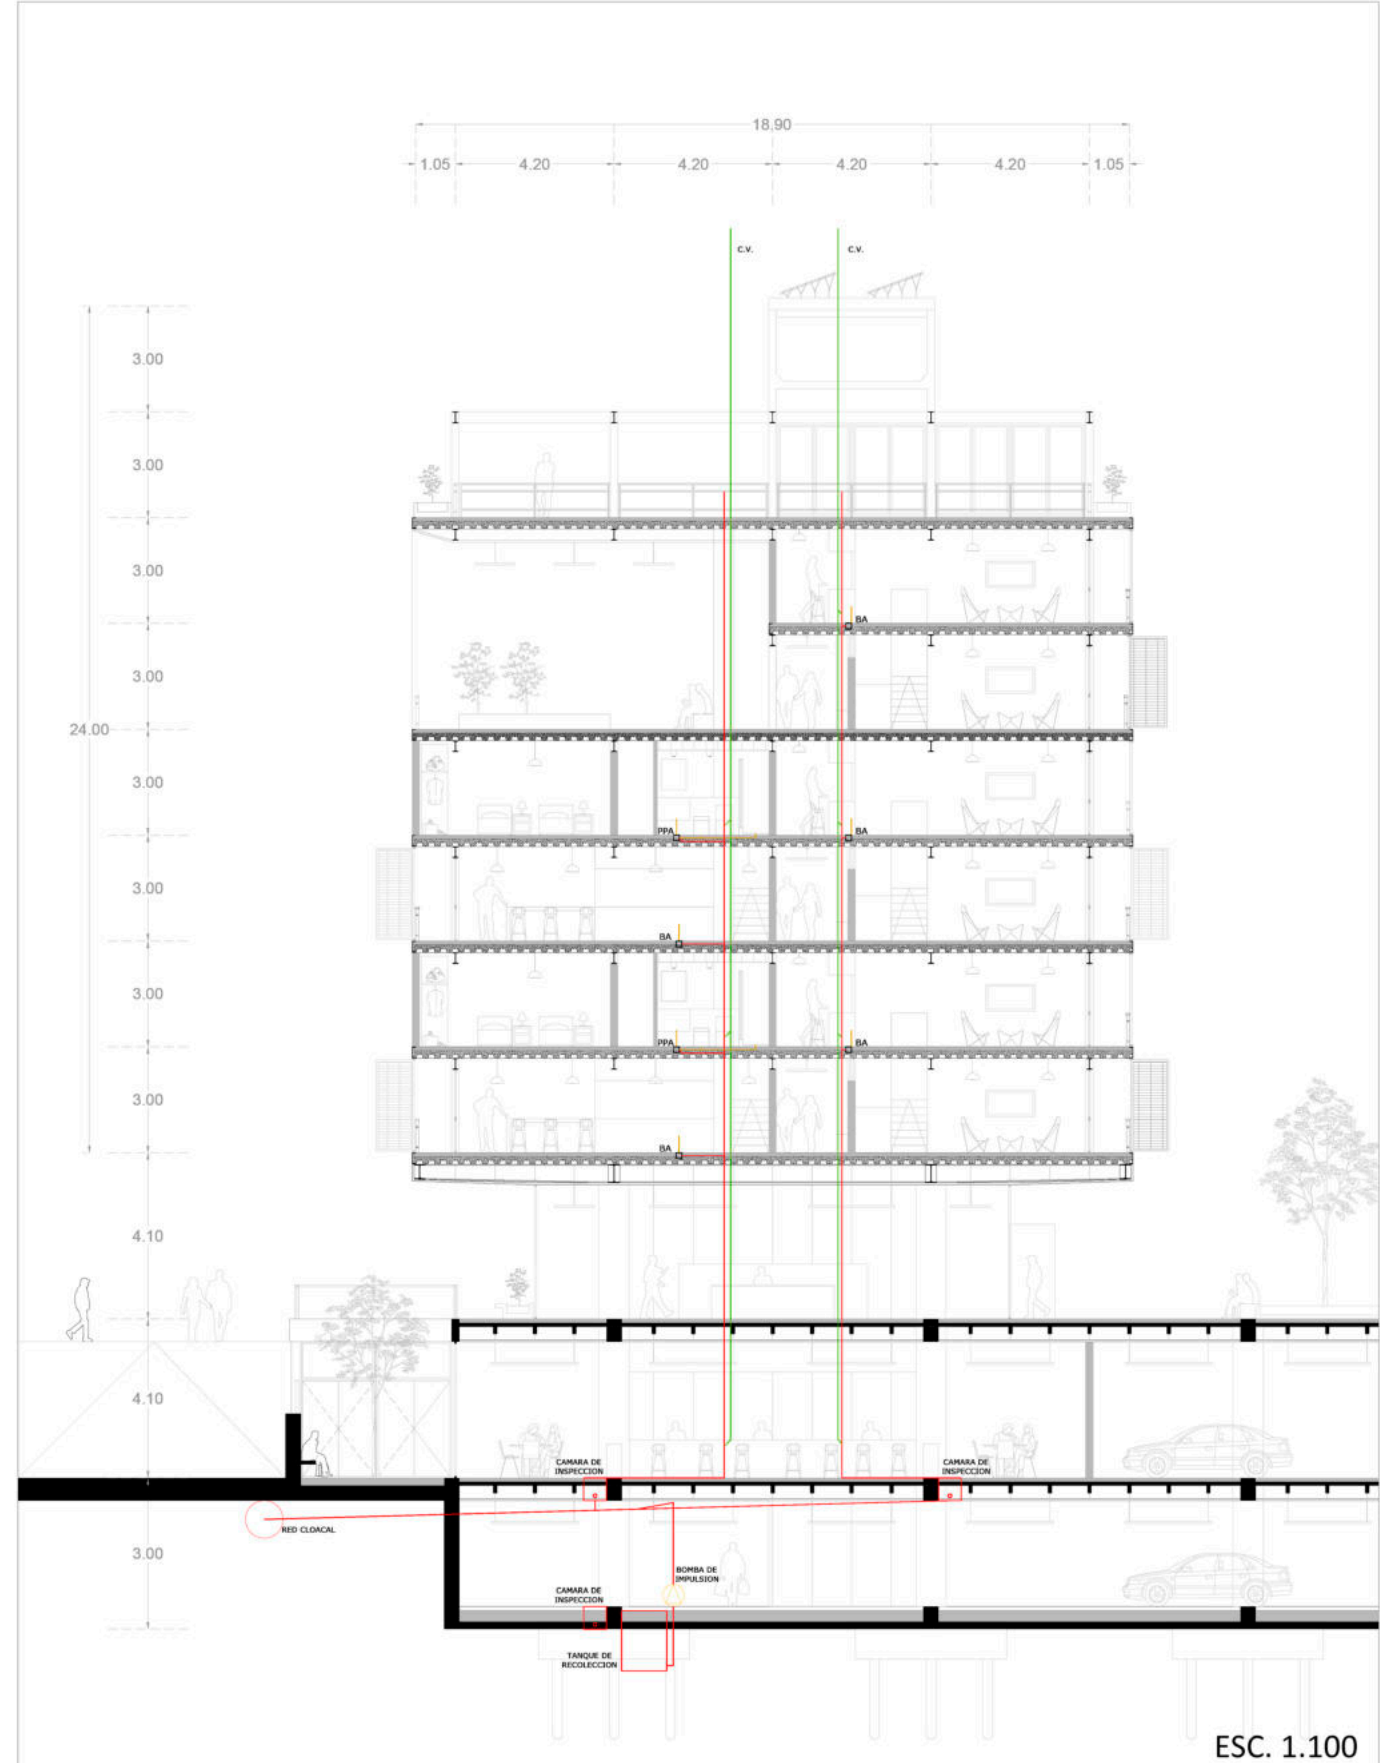 18.90
1.05 4.20 4.20 4.20 4.20 1.05
C.V. C.V.
3.00
3.00
3.00
BA
3.00
24.00
3.00
PPA BA
3.00
BA
3.00
PPA BA
3.00
BA
4.10
4.10
CAMARA DE
INSPECCION
CAMARA DE
INSPECCION
RED CLOACAL
3.00
BOMBA DE
IMPULSION
CAMARA DE
INSPECCION
TANQUE DE
RECOLECCION
ESC. 1.100